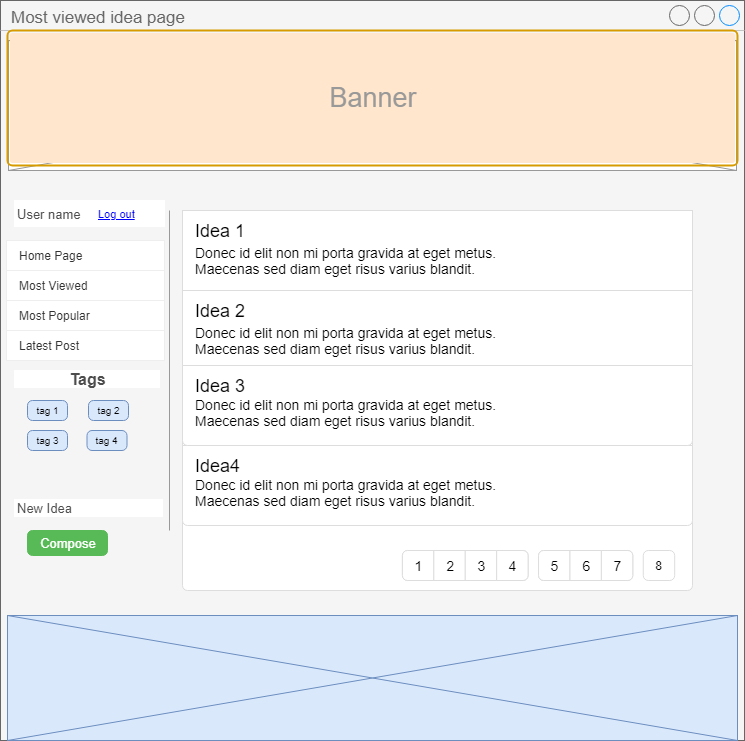 Most viewed idea page
Banner
User name Log out
Home Page
Most Viewed
Most Popular
Latest Post
Tags
tag 1 tag 2
tag 3 tag 4
New Idea
Compose
Idea 1
Donec id elit non mi porta gravida at eget metus.
Maecenas sed diam eget risus varius blandit.
Idea 2
Donec id elit non mi porta gravida at eget metus.
Maecenas sed diam eget risus varius blandit.
Idea 3
Donec id elit non mi porta gravida at eget metus.
Maecenas sed diam eget risus varius blandit.
Idea4
Donec id elit non mi porta gravida at eget metus.
Maecenas sed diam eget risus varius blandit.
1 2 3 4 5 6 7 8